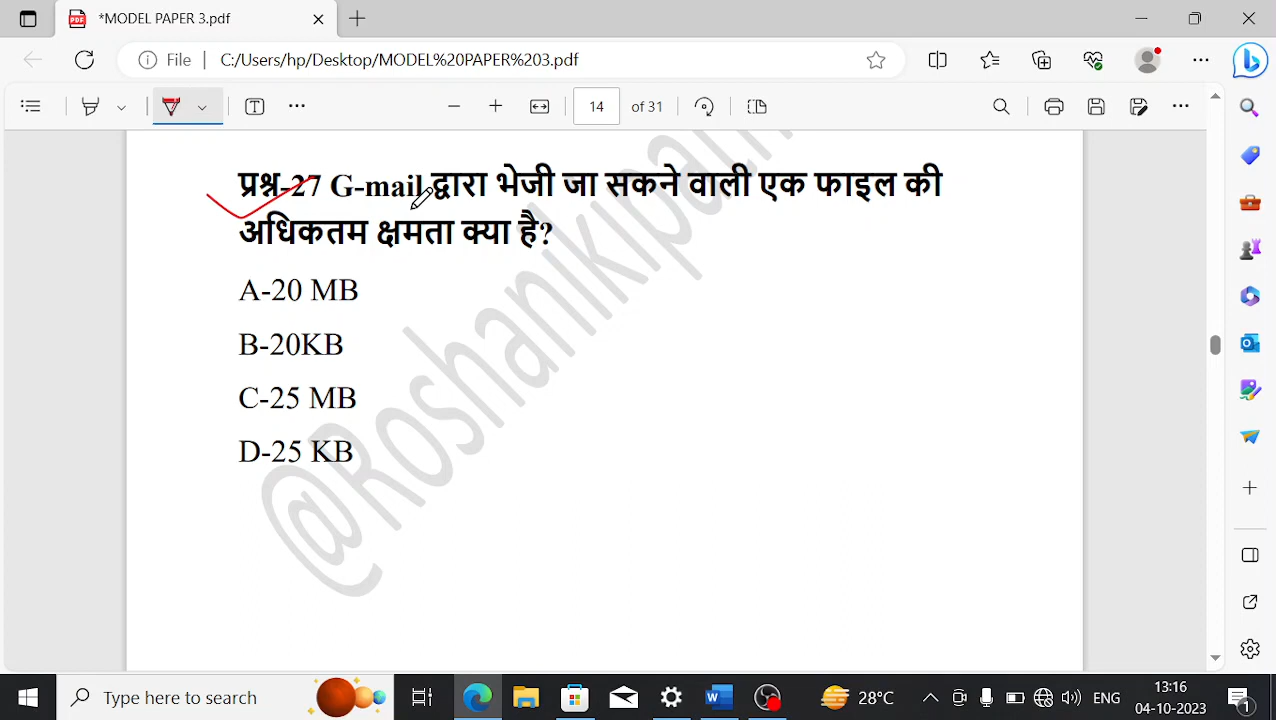 *MODEL PAPER 3.pdf
File
C:/Users/hp/Desktop/MODEL%20PAPER%203.pdf
14 of 31
प्रश्न-27 G-mail द्वारा भेजी जा सकने वाली एक फाइल की
अधिकतम क्षमता क्या है?
A-20 MB
B-20KB
C-25 MB
D-25 KB
@Roshanikipath
Type here to search
28°C
ENG
13:16
04-10-2023
1